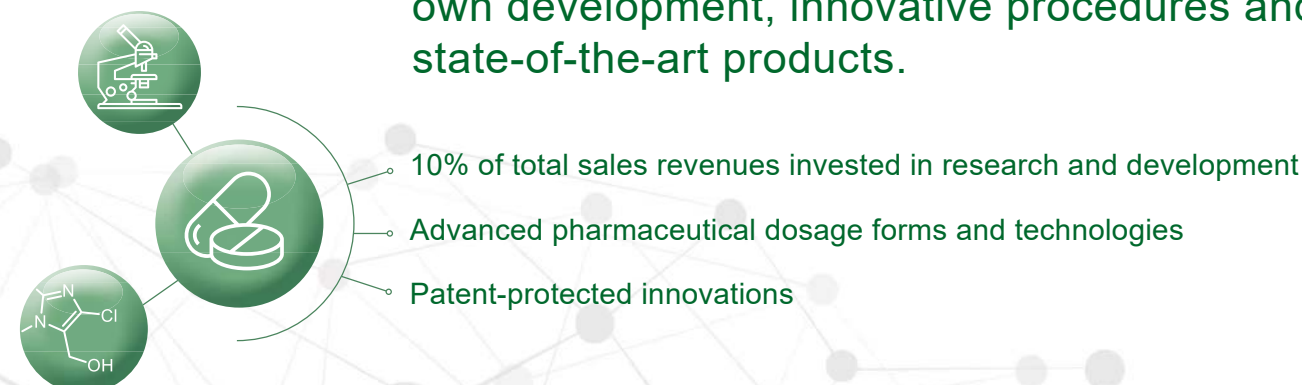 own development, innovative procedures and
state-of-the-art products.
10% of total sales revenues invested in research and development
Advanced pharmaceutical dosage forms and technologies
Patent-protected innovations
N
N
Cl
OH